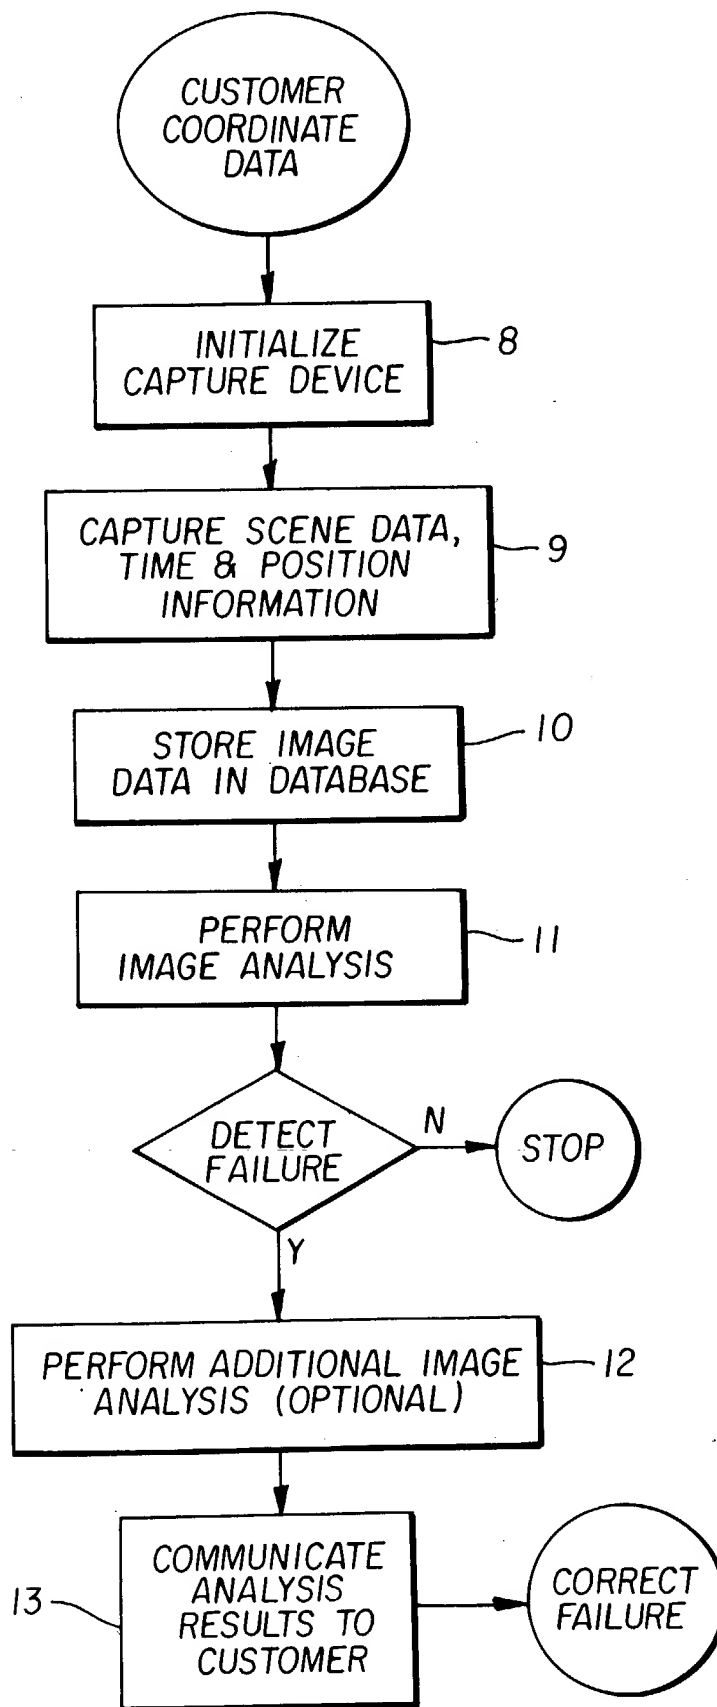 CUSTOMER
COORDINATE
DATA
INITIALIZE
CAPTURE DEVICE
8
CAPTURE SCENE DATA,
TIME & POSITION
INFORMATION
9
STORE IMAGE
DATA IN DATABASE
10
PERFORM
IMAGE ANALYSIS
11
DETECT
FAILURE
N
STOP
Y
PERFORM ADDITIONAL IMAGE
ANALYSIS (OPTIONAL)
12
COMMUNICATE
ANALYSIS
RESULTS TO
CUSTOMER
13
CORRECT
FAILURE